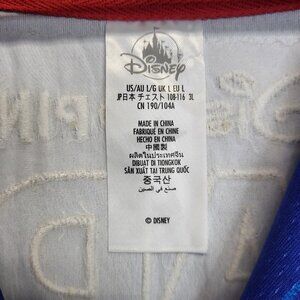 Disney
US/AU L/G UK L EU L
JP日本 チェスト 108-116 3L
CN 190/104A
MADE IN CHINA
FABRIQUÉ EN CHINE
HECHO EN CHINA
中國製
ผลิตในประเทศจีน
DIBUAT DI TIONGKOK
SẢN XUẤT TẠI TRUNG QUỐC
중국산
صنع في الصين
© DISNEY